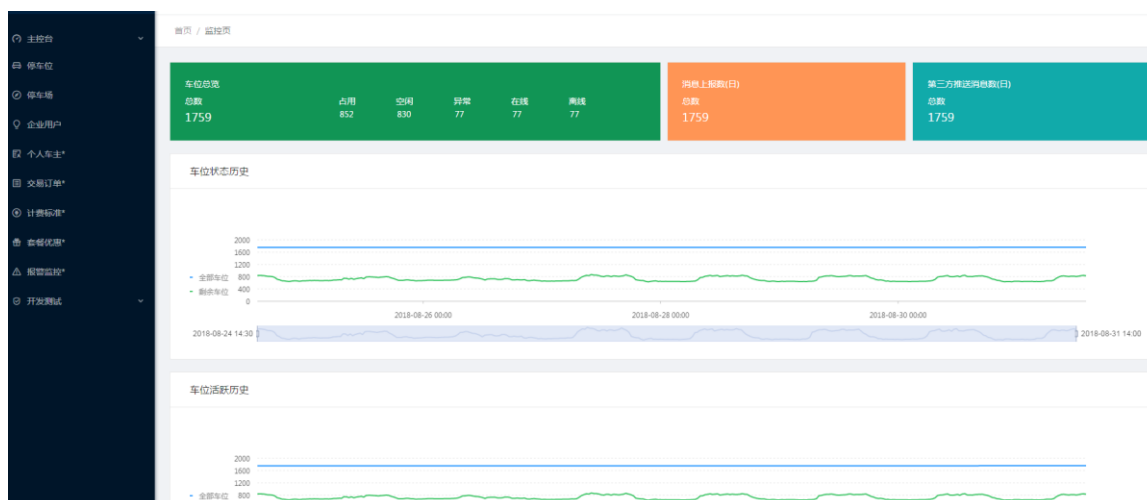 首页 / 监控页
主控台
停车位
停车场
企业用户
个人车主*
交易订单*
计费标准*
套餐优惠*
报警监控*
开发测试
车位总览
总数 占用 空闲 异常 在线 离线
1759 852 830 77 77 77
消息上报数(日)
总数
1759
第三方推送消息数(日)
总数
1759
车位状态历史
2000
1600
1200
800
400
0
全部车位
剩余车位
2018-08-26 00:00 2018-08-28 00:00 2018-08-30 00:00
2018-08-24 14:30 2018-08-31 14:00
车位活跃历史
2000
1600
1200
800
全部车位